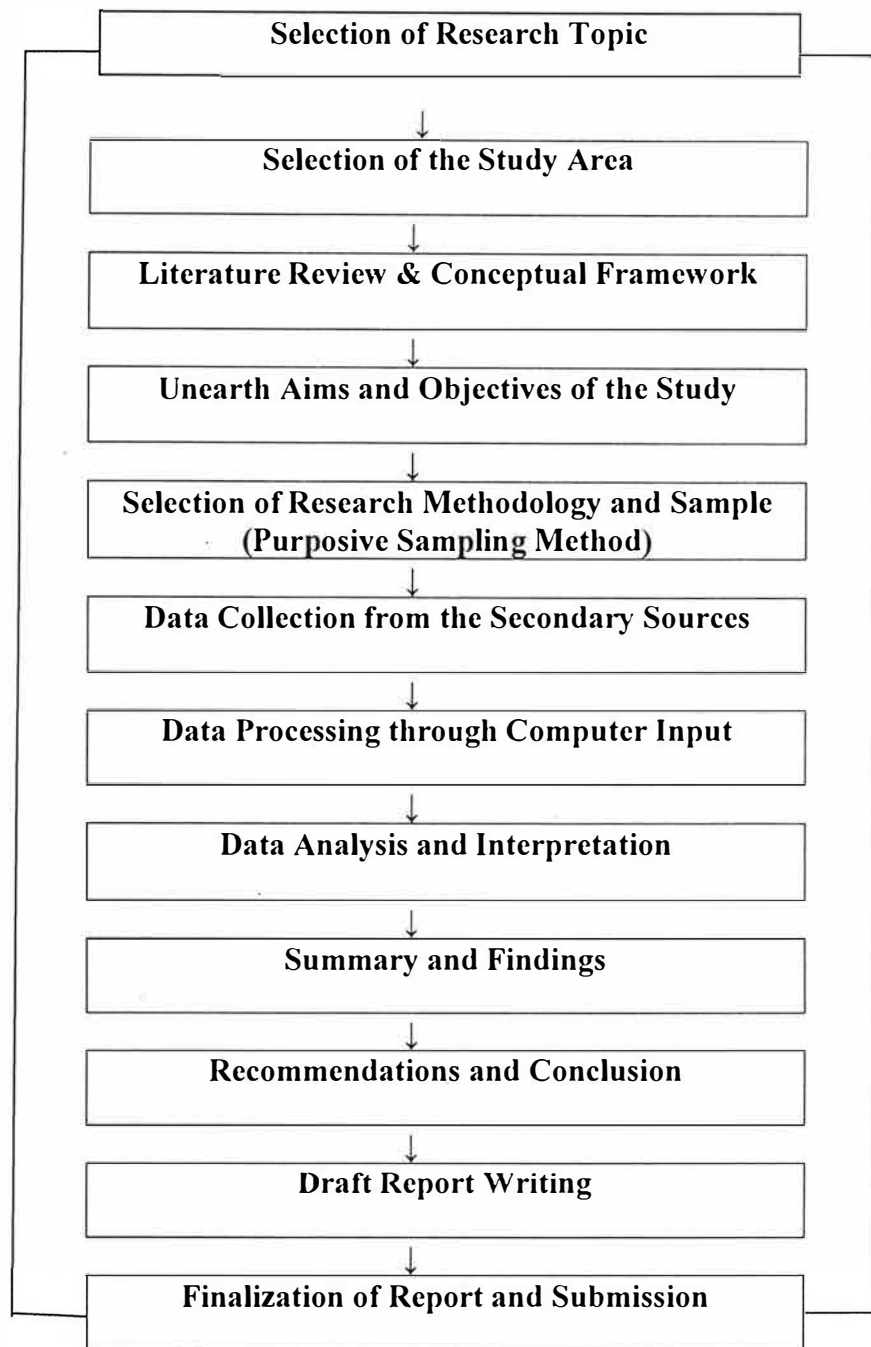 Selection of Research Topic
↓
Selection of the Study Area
↓
Literature Review & Conceptual Framework
↓
Unearth Aims and Objectives of the Study
↓
Selection of Research Methodology and Sample
(Purposive Sampling Method)
↓
Data Collection from the Secondary Sources
↓
Data Processing through Computer Input
↓
Data Analysis and Interpretation
↓
Summary and Findings
↓
Recommendations and Conclusion
↓
Draft Report Writing
↓
Finalization of Report and Submission